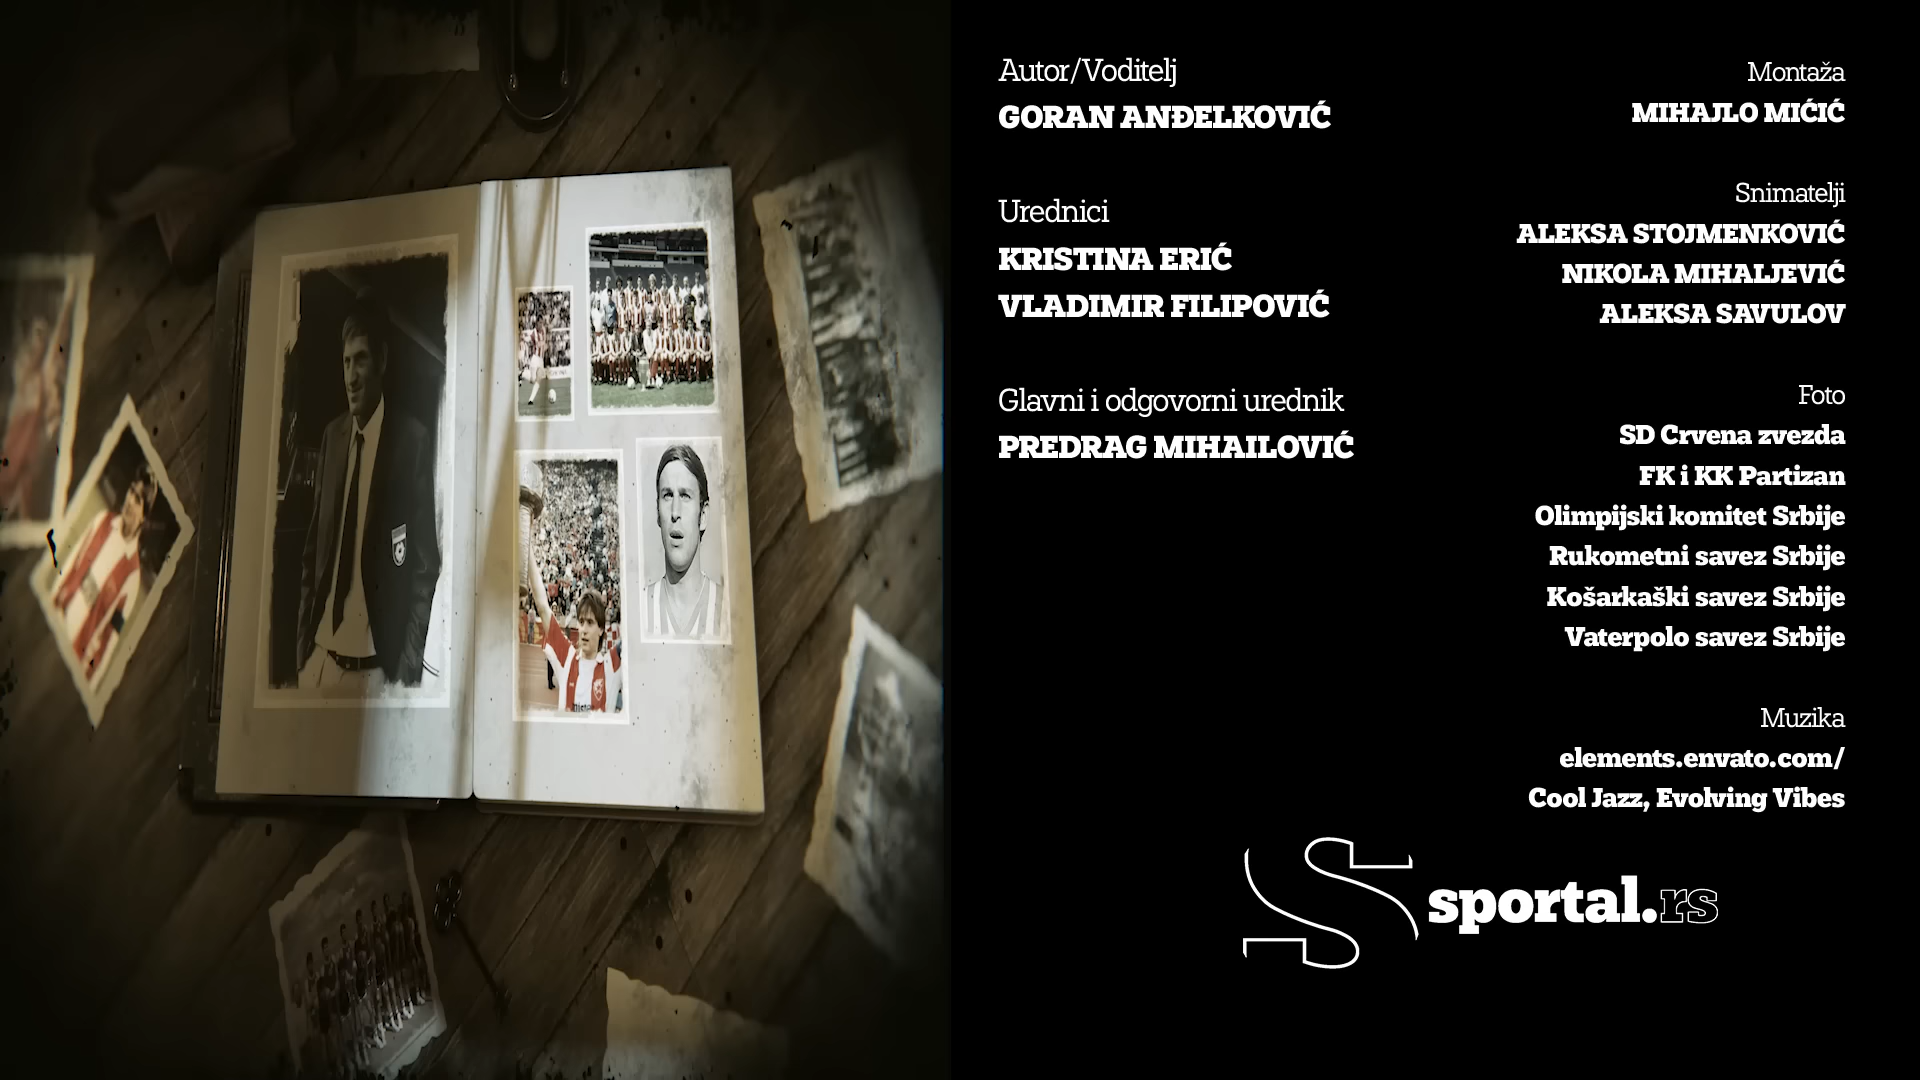 Autor/Voditelj
GORAN ANĐELKOVIĆ
Urednici
KRISTINA ERIĆ
VLADIMIR FILIPOVIĆ
Glavni i odgovorni urednik
PREDRAG MIHAILOVIĆ
Montaža
MIHAJLO MIĆIĆ
Snimatelji
ALEKSA STOJMENKOVIĆ
NIKOLA MIHALJEVIĆ
ALEKSA SAVULOV
Foto
SD Crvena zvezda
FK i KK Partizan
Olimpijski komitet Srbije
Rukometni savez Srbije
Košarkaški savez Srbije
Vaterpolo savez Srbije
Muzika
elements.envato.com/
Cool Jazz, Evolving Vibes
sportal.rs